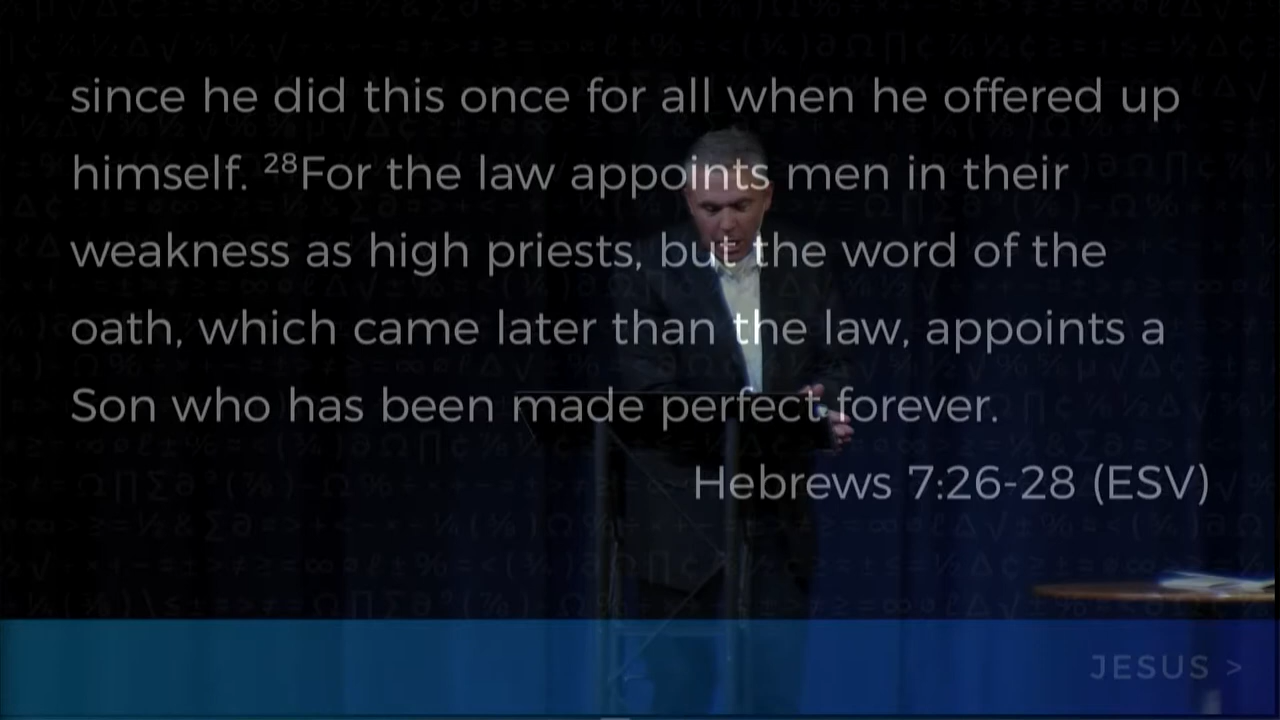 since he did this once for all when he offered up
himself. ²⁸For the law appoints men in their
weakness as high priests, but the word of the
oath, which came later than the law, appoints a
Son who has been made perfect forever.
Hebrews 7:26-28 (ESV)
JESUS >